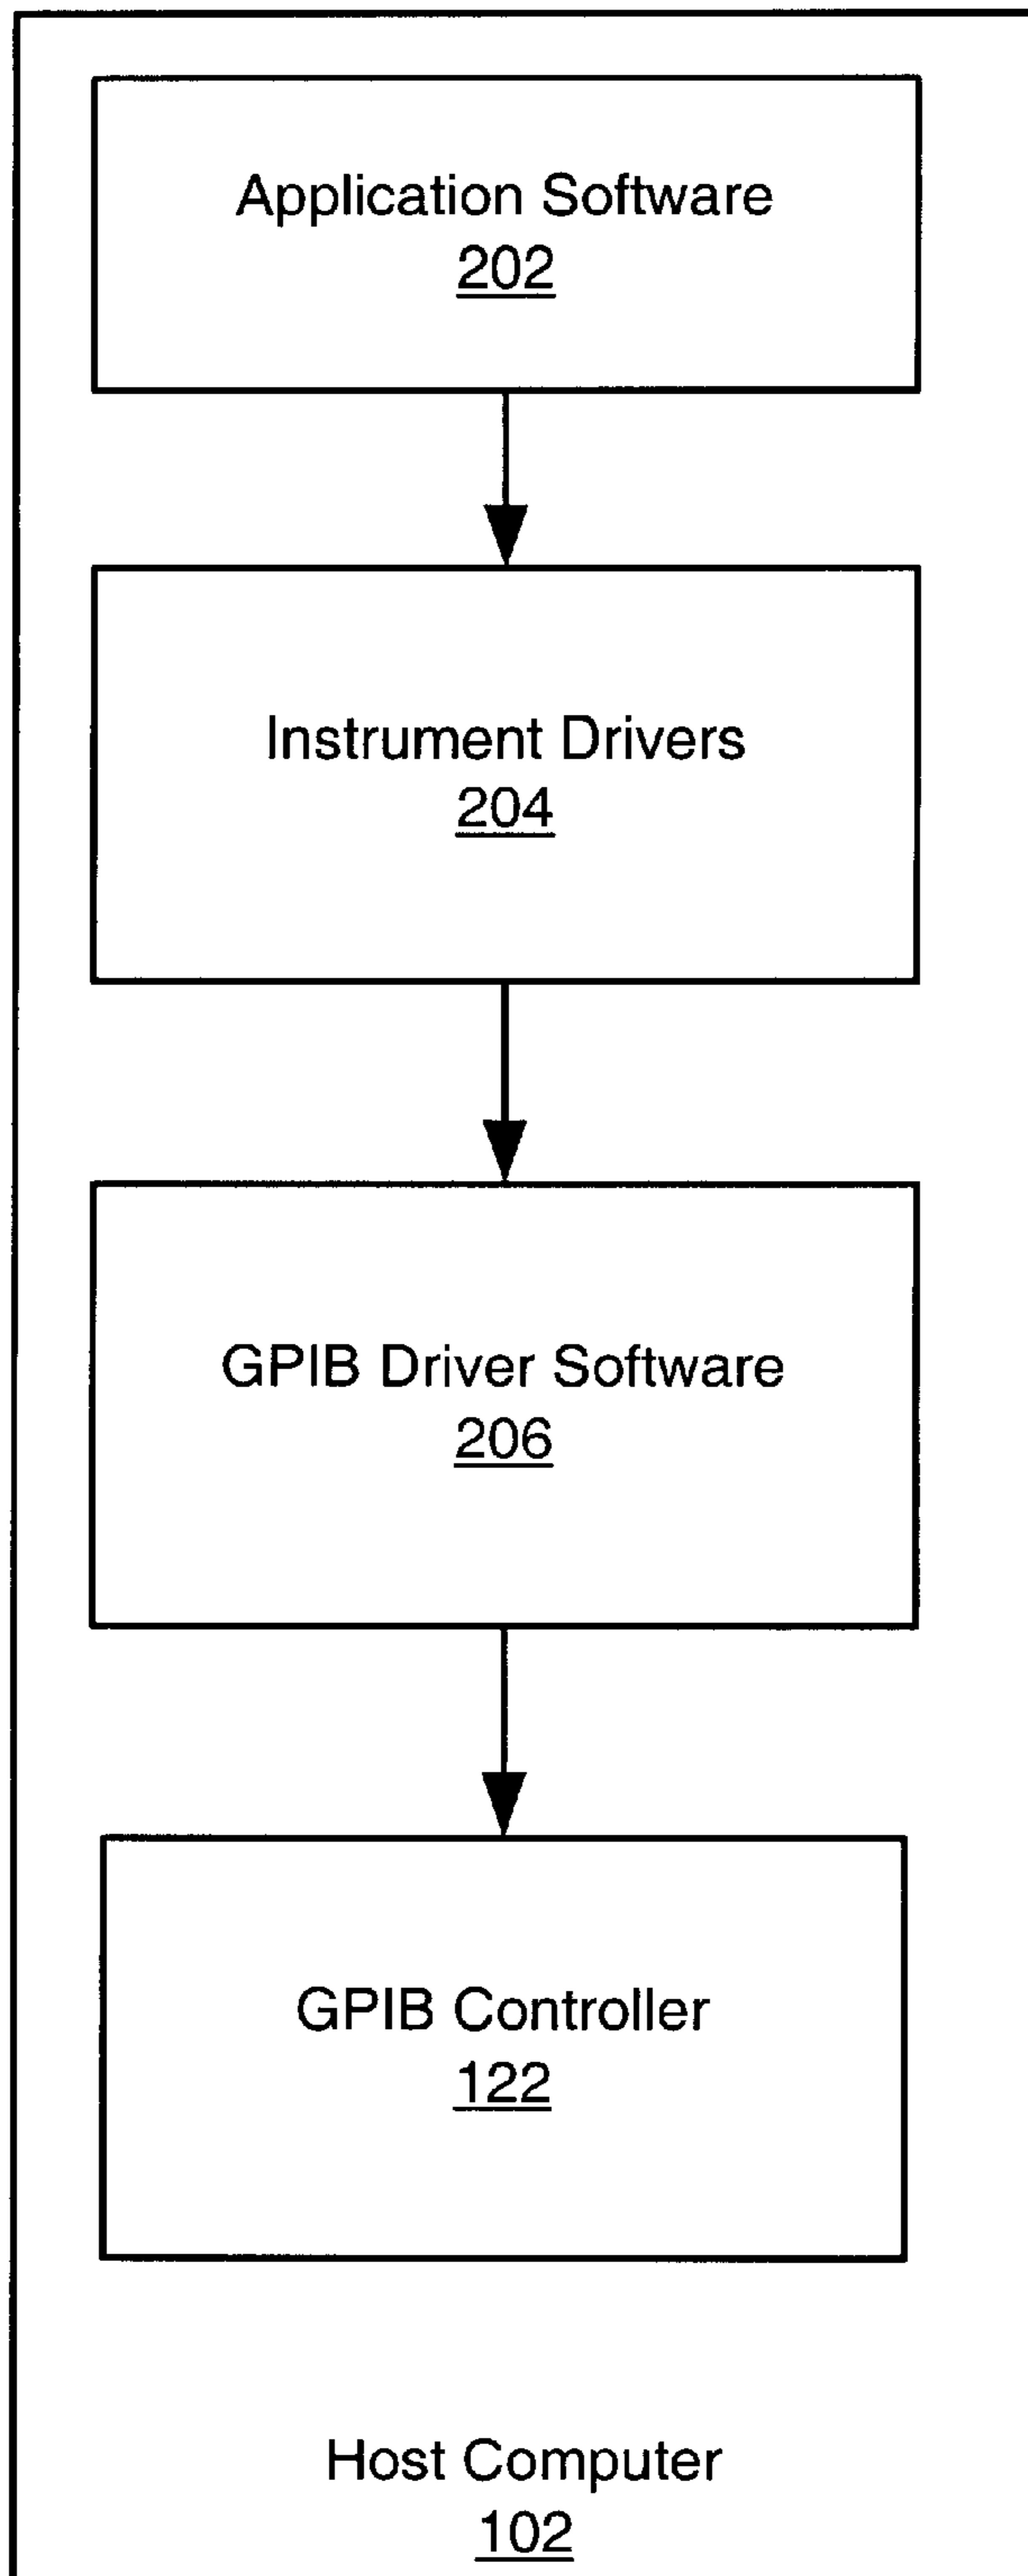 Application Software
202
Instrument Drivers
204
GPIB Driver Software
206
GPIB Controller
122
Host Computer
102